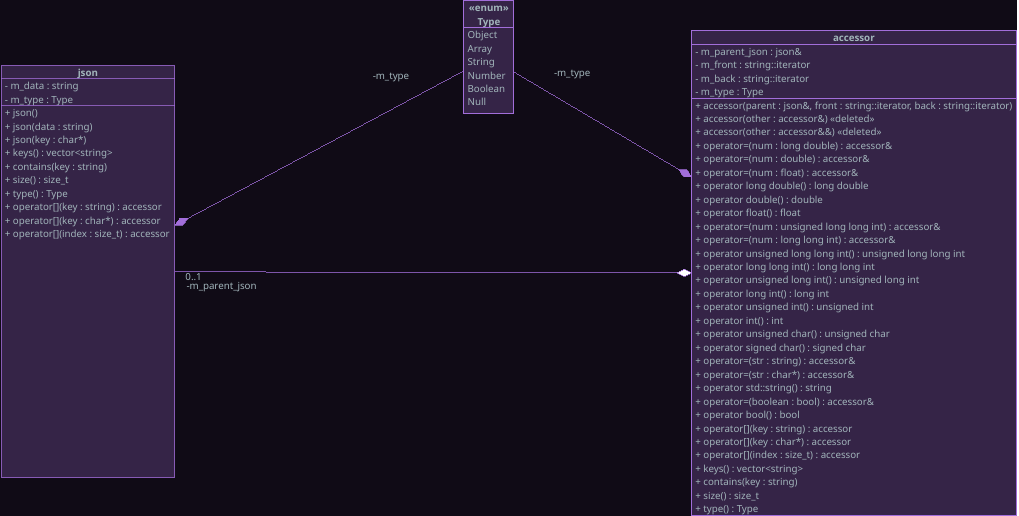 «enum»
Type
Object
Array
String
Number
Boolean
Null
json
- m_data : string
- m_type : Type
+ json()
+ json(data : string)
+ json(key : char*)
+ keys() : vector<string>
+ contains(key : string)
+ size() : size_t
+ type() : Type
+ operator[](key : string) : accessor
+ operator[](key : char*) : accessor
+ operator[](index : size_t) : accessor
-m_type
-m_type
0..1
-m_parent_json
accessor
- m_parent_json : json&
- m_front : string::iterator
- m_back : string::iterator
- m_type : Type
+ accessor(parent : json&, front : string::iterator, back : string::iterator)
+ accessor(other : accessor&) «deleted»
+ accessor(other : accessor&&) «deleted»
+ operator=(num : long double) : accessor&
+ operator=(num : double) : accessor&
+ operator=(num : float) : accessor&
+ operator long double() : long double
+ operator double() : double
+ operator float() : float
+ operator=(num : unsigned long long int) : accessor&
+ operator=(num : long long int) : accessor&
+ operator unsigned long long int() : unsigned long long int
+ operator long long int() : long long int
+ operator unsigned long int() : unsigned long int
+ operator long int() : long int
+ operator unsigned int() : unsigned int
+ operator int() : int
+ operator unsigned char() : unsigned char
+ operator signed char() : signed char
+ operator=(str : string) : accessor&
+ operator=(str : char*) : accessor&
+ operator std::string() : string
+ operator=(boolean : bool) : accessor&
+ operator bool() : bool
+ operator[](key : string) : accessor
+ operator[](key : char*) : accessor
+ operator[](index : size_t) : accessor
+ keys() : vector<string>
+ contains(key : string)
+ size() : size_t
+ type() : Type